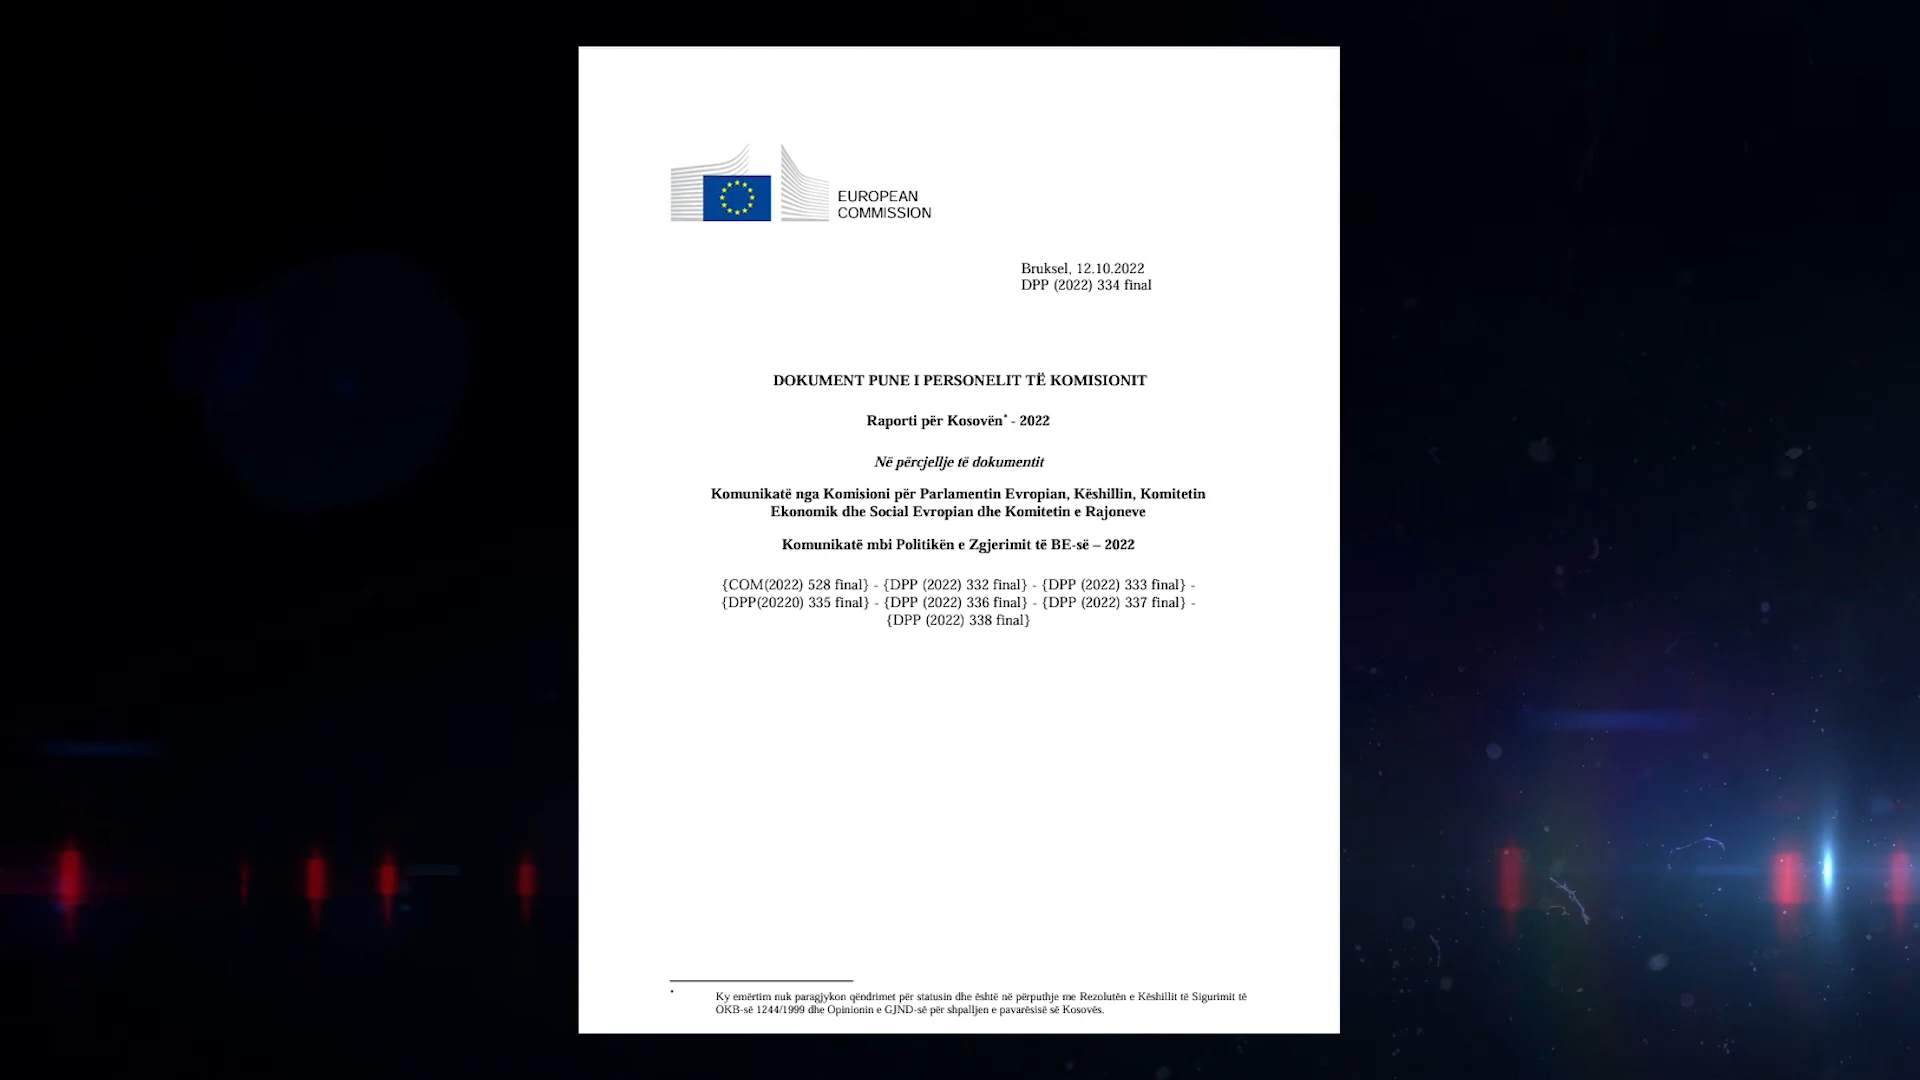 EUROPEAN
COMMISSION
Bruksel, 12.10.2022
DPP (2022) 334 final
DOKUMENT PUNE I PERSONELIT TË KOMISIONIT
Raporti për Kosovën* - 2022
Në përcjellje të dokumentit
Komunikatë nga Komisioni për Parlamentin Evropian, Këshillin, Komitetin
Ekonomik dhe Social Evropian dhe Komitetin e Rajoneve
Komunikatë mbi Politikën e Zgjerimit të BE-së – 2022
{COM(2022) 528 final} - {DPP (2022) 332 final} - {DPP (2022) 333 final} -
{DPP(20220) 335 final} - {DPP (2022) 336 final} - {DPP (2022) 337 final} -
{DPP (2022) 338 final}
* Ky emërtim nuk paragjykon qëndrimet për statusin dhe është në përputhje me Rezolutën e Këshillit të Sigurimit të
OKB-së 1244/1999 dhe Opinionin e GJND-së për shpalljen e pavarësisë së Kosovës.